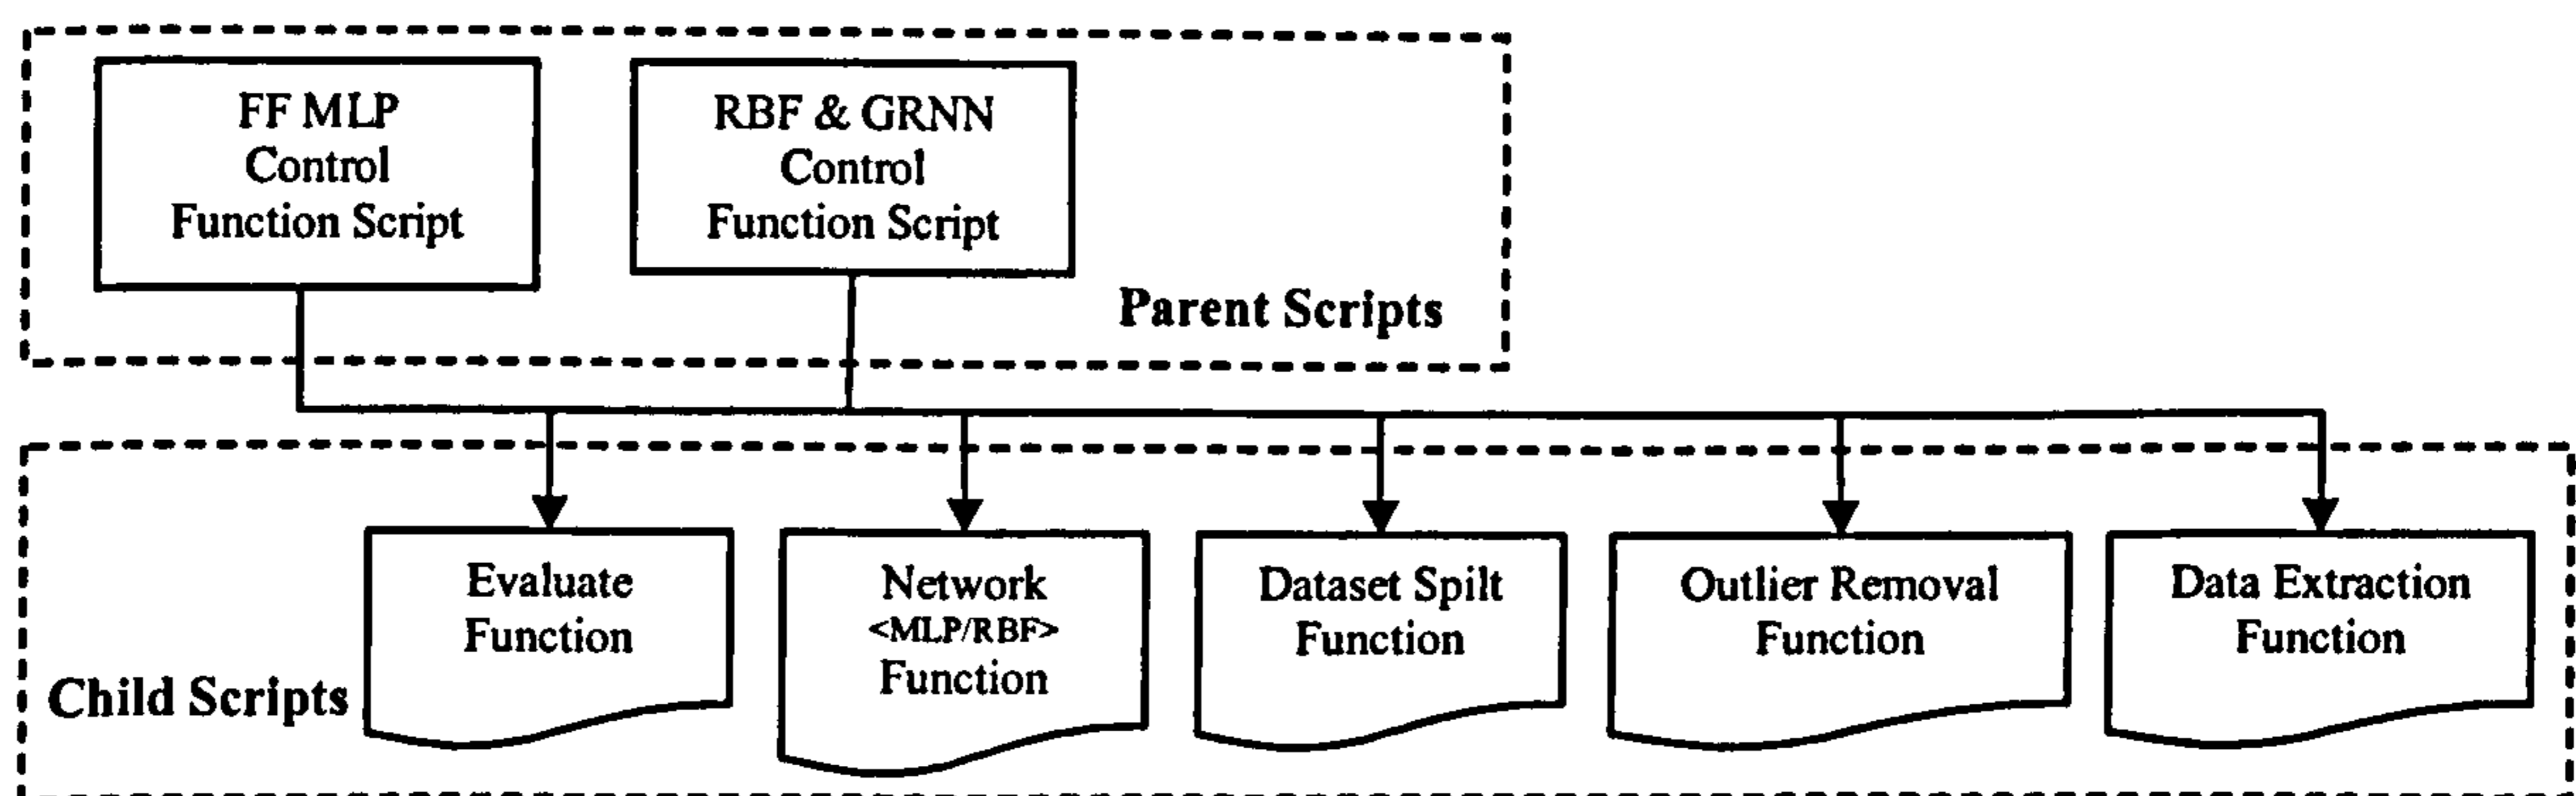 FF MLP
Control
Function Script
RBF & GRNN
Control
Function Script
Parent Scripts
Child Scripts
Evaluate
Function
Network
<MLP/RBF>
Function
Dataset Spilt
Function
Outlier Removal
Function
Data Extraction
Function